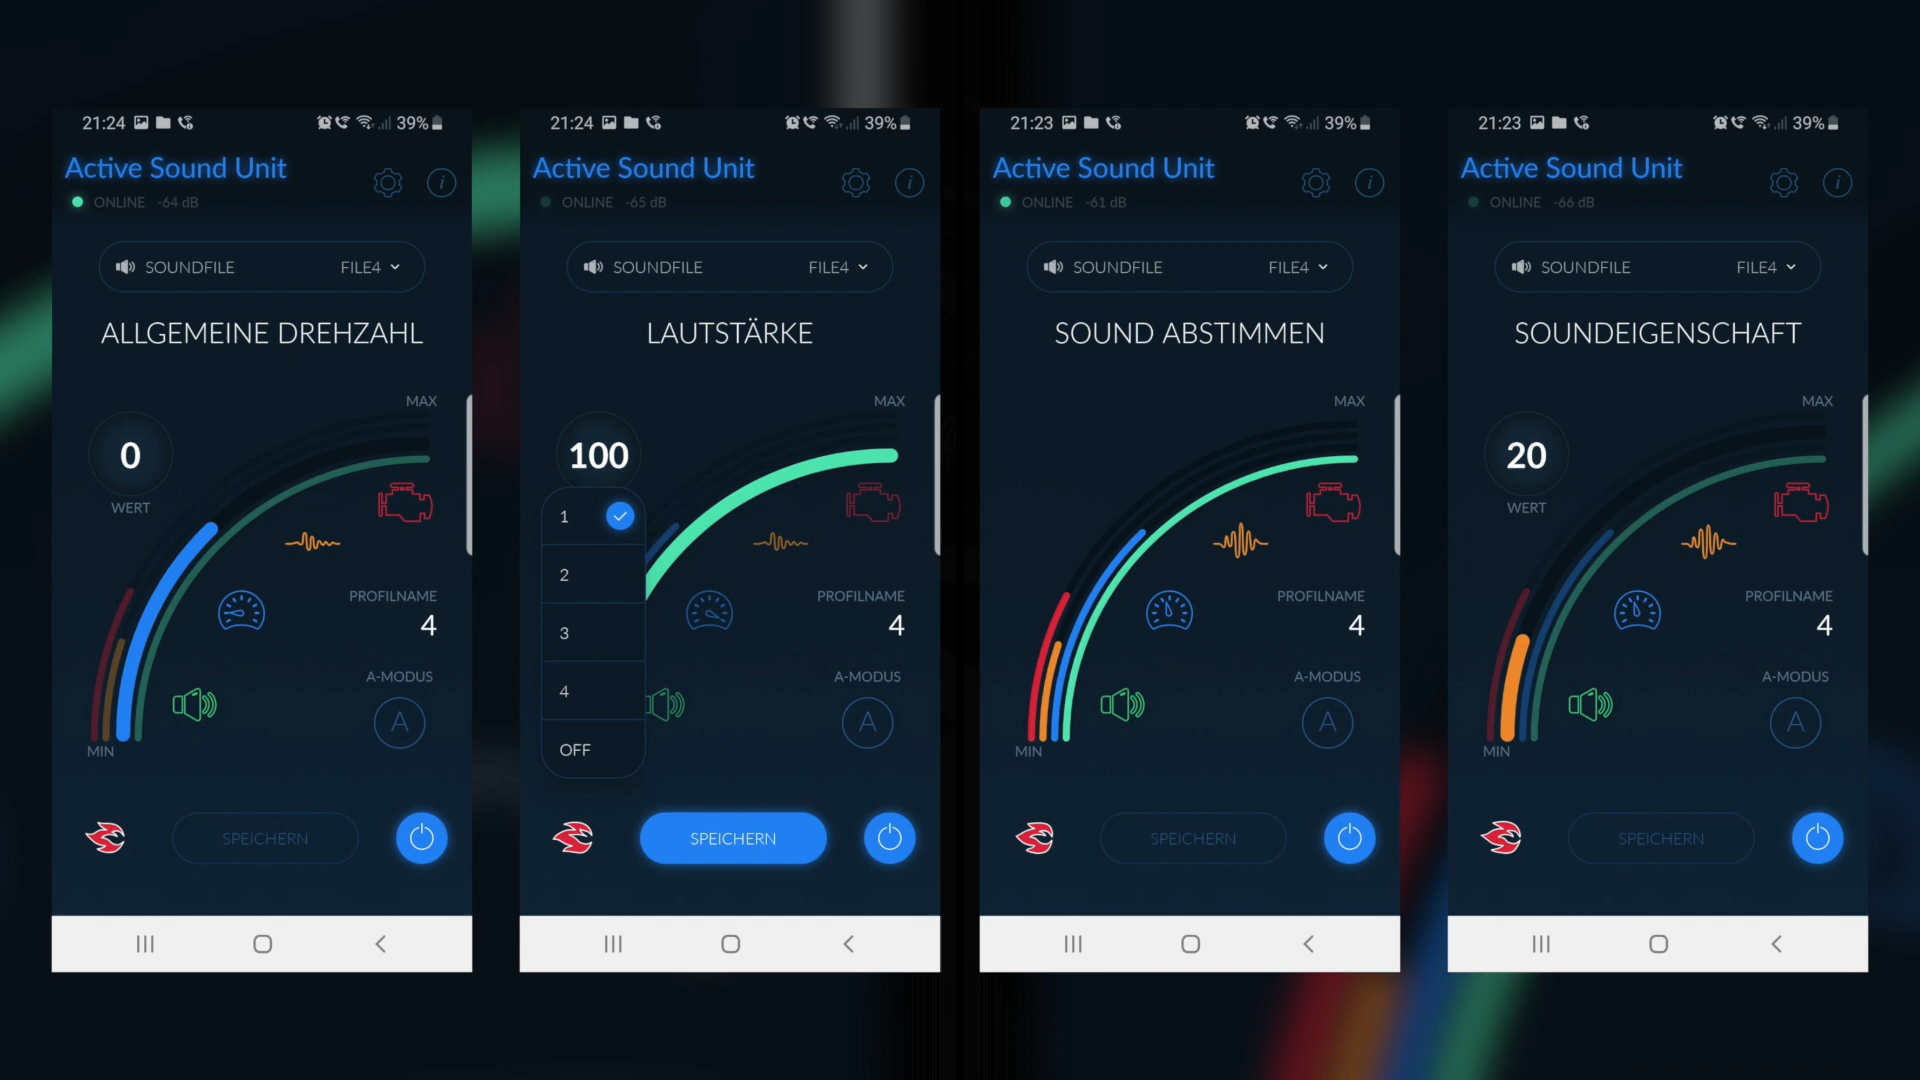 21:24 39%
Active Sound Unit
ONLINE -64 dB
SOUNDFILE FILE4
ALLGEMEINE DREHZAHL
MAX
0
WERT
PROFILNAME
4
A-MODUS
A
MIN
SPEICHERN
21:24 39%
Active Sound Unit
ONLINE -65 dB
SOUNDFILE FILE4
LAUTSTÄRKE
MAX
100
1
2
3
4
OFF
PROFILNAME
4
A-MODUS
A
SPEICHERN
21:23 39%
Active Sound Unit
ONLINE -61 dB
SOUNDFILE FILE4
SOUND ABSTIMMEN
MAX
PROFILNAME
4
A-MODUS
A
MIN
SPEICHERN
21:23 39%
Active Sound Unit
ONLINE -66 dB
SOUNDFILE FILE4
SOUNDEIGENSCHAFT
MAX
20
WERT
PROFILNAME
4
A-MODUS
A
MIN
SPEICHERN